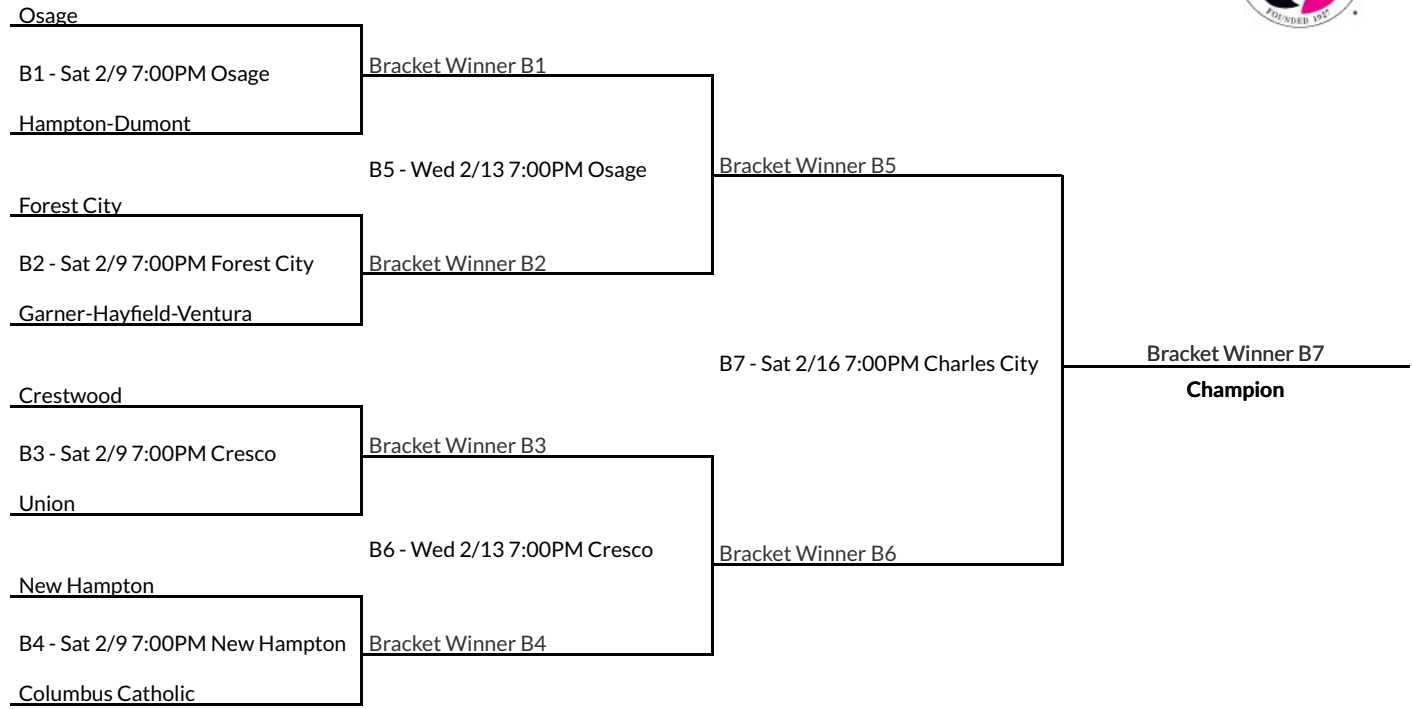 FOUNDED 1927
Osage
B1 - Sat 2/9 7:00PM Osage
Bracket Winner B1
Hampton-Dumont
B5 - Wed 2/13 7:00PM Osage
Bracket Winner B5
Forest City
B2 - Sat 2/9 7:00PM Forest City
Bracket Winner B2
Garner-Hayfield-Ventura
B7 - Sat 2/16 7:00PM Charles City
Bracket Winner B7
Champion
Crestwood
B3 - Sat 2/9 7:00PM Cresco
Bracket Winner B3
Union
B6 - Wed 2/13 7:00PM Cresco
Bracket Winner B6
New Hampton
B4 - Sat 2/9 7:00PM New Hampton
Bracket Winner B4
Columbus Catholic